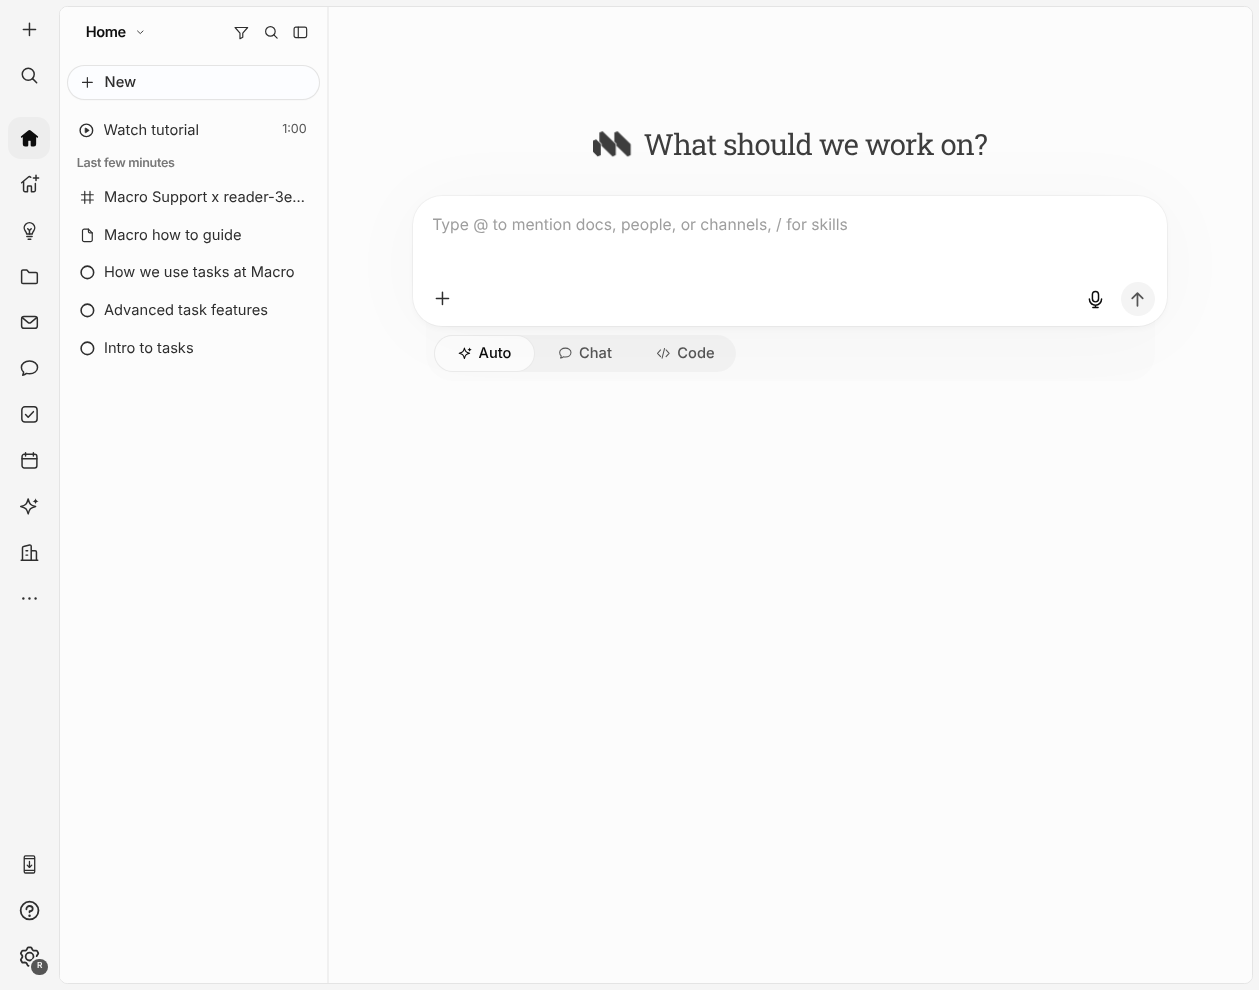 Home
New
Watch tutorial 1:00
Last few minutes
Macro Support x reader-3e...
Macro how to guide
How we use tasks at Macro
Advanced task features
Intro to tasks
What should we work on?
Type @ to mention docs, people, or channels, / for skills
Auto Chat Code
R